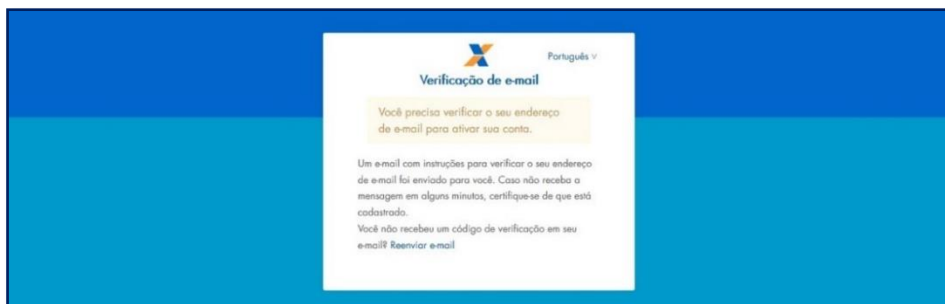 Português
Verificação de e-mail
Você precisa verificar o seu endereço
de e-mail para ativar sua conta.
Um e-mail com instruções para verificar o seu endereço
de e-mail foi enviado para você. Caso não receba a
mensagem em alguns minutos, certifique-se de que está
cadastrado.
Você não recebeu um código de verificação em seu
e-mail? Reenviar e-mail